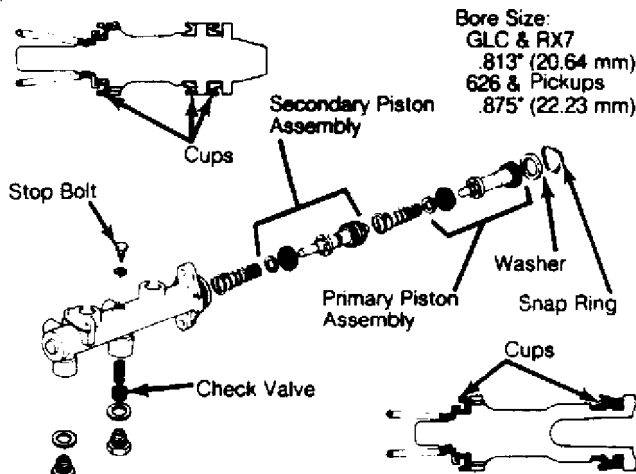 Bore Size:
GLC & RX7
.813" (20.64 mm)
626 & Pickups
.875" (22.23 mm)
Secondary Piston
Assembly
Cups
Stop Bolt
Washer
Primary Piston
Assembly
Snap Ring
Cups
Check Valve